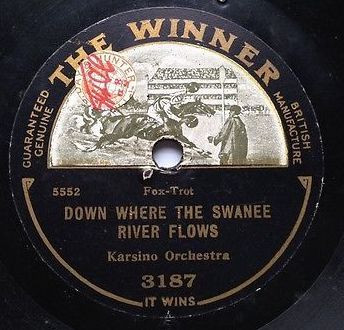 THE WINNER
GUARANTEED
GENUINE
BRITISH
MANUFACTURE
5552
Fox-Trot
DOWN WHERE THE SWANEE
RIVER FLOWS
Karsino Orchestra
3187
IT WINS